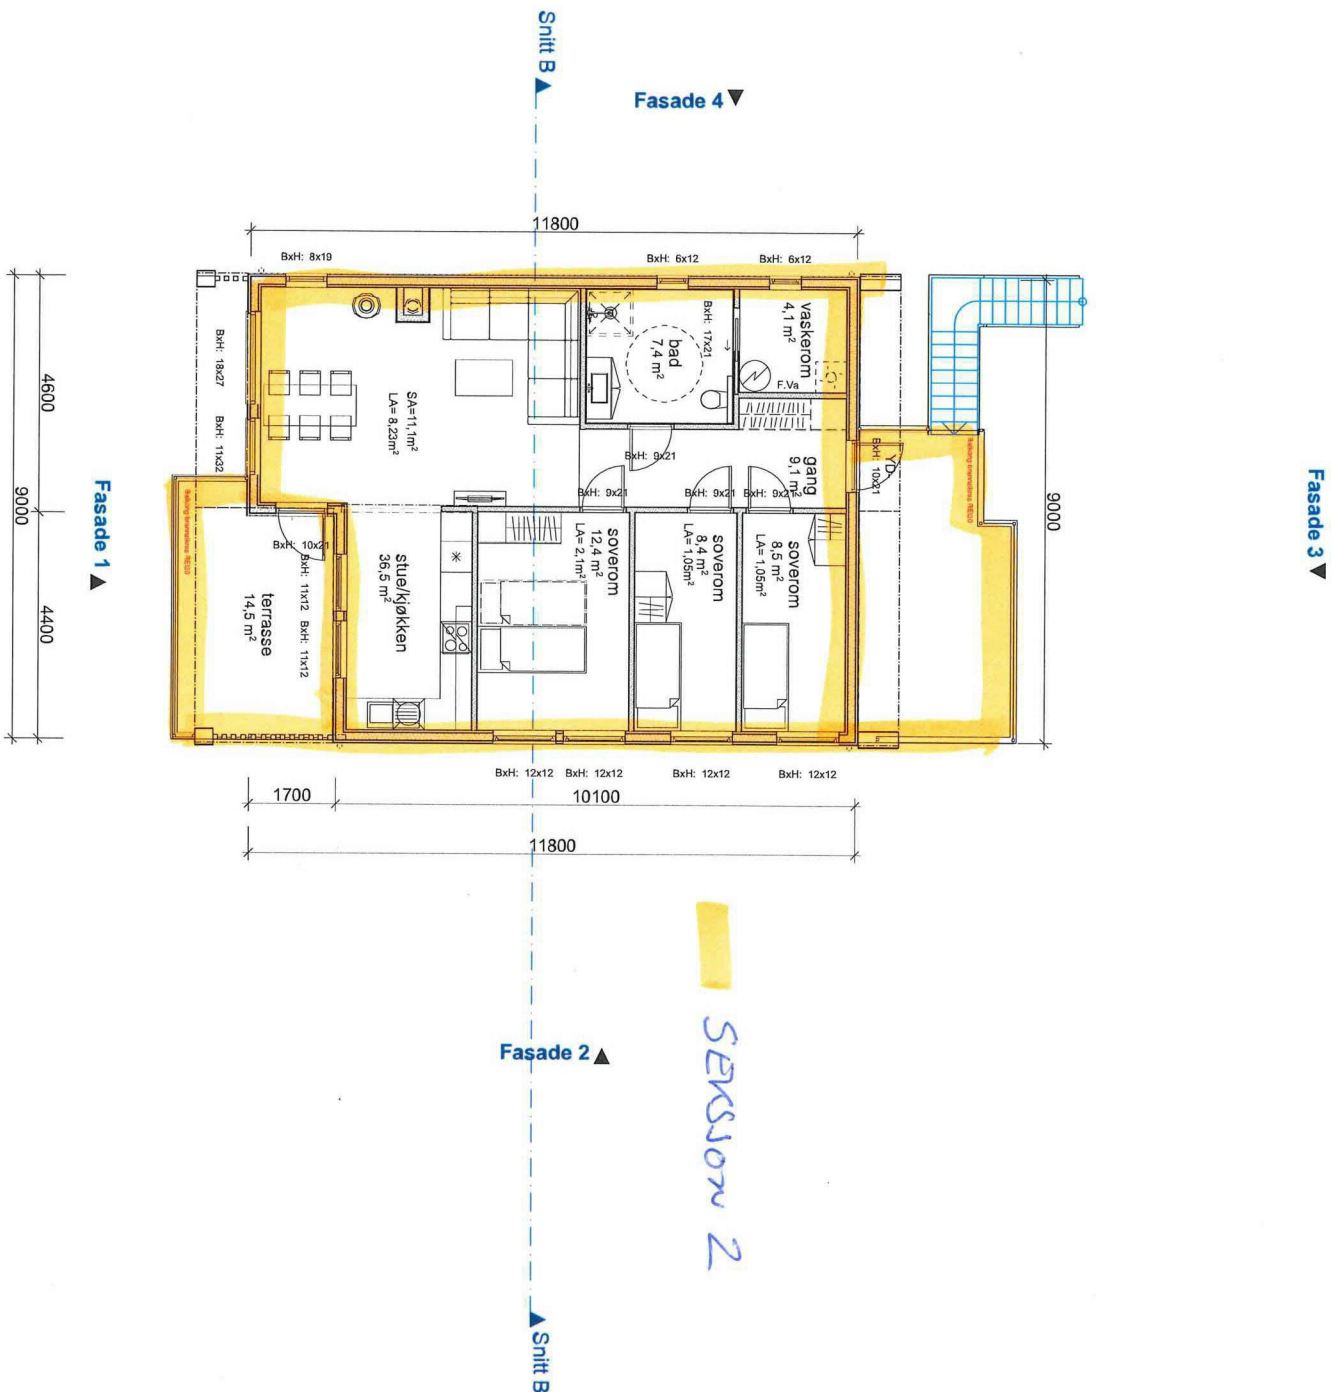 Snitt B
Fasade 4
11800
BxH: 8x19
BxH: 6x12
BxH: 6x12
vaskerom
4,1 m²
BxH: 17x21
bad
7,4 m²
F.Va
BxH: 18x27
BxH: 11x32
SA=11,1m²
LA= 8,23m²
BxH: 9x21
gang
9,1 m²
YD.
BxH: 10x21
BxH: 9x21
BxH: 9x21
BxH: 9x21
4600
4400
9000
9000
Fasade 1
Fasade 3
BxH: 10x21
BxH: 11x12
BxH: 11x12
terrasse
14,5 m²
stue/kjøkken
36,5 m²
soverom
12,4 m²
LA= 2,1m²
soverom
8,4 m²
LA= 1,05m²
soverom
8,5 m²
LA= 1,05m²
BxH: 12x12
BxH: 12x12
BxH: 12x12
BxH: 12x12
1700
10100
11800
SEKSJON 2
Fasade 2
Snitt B